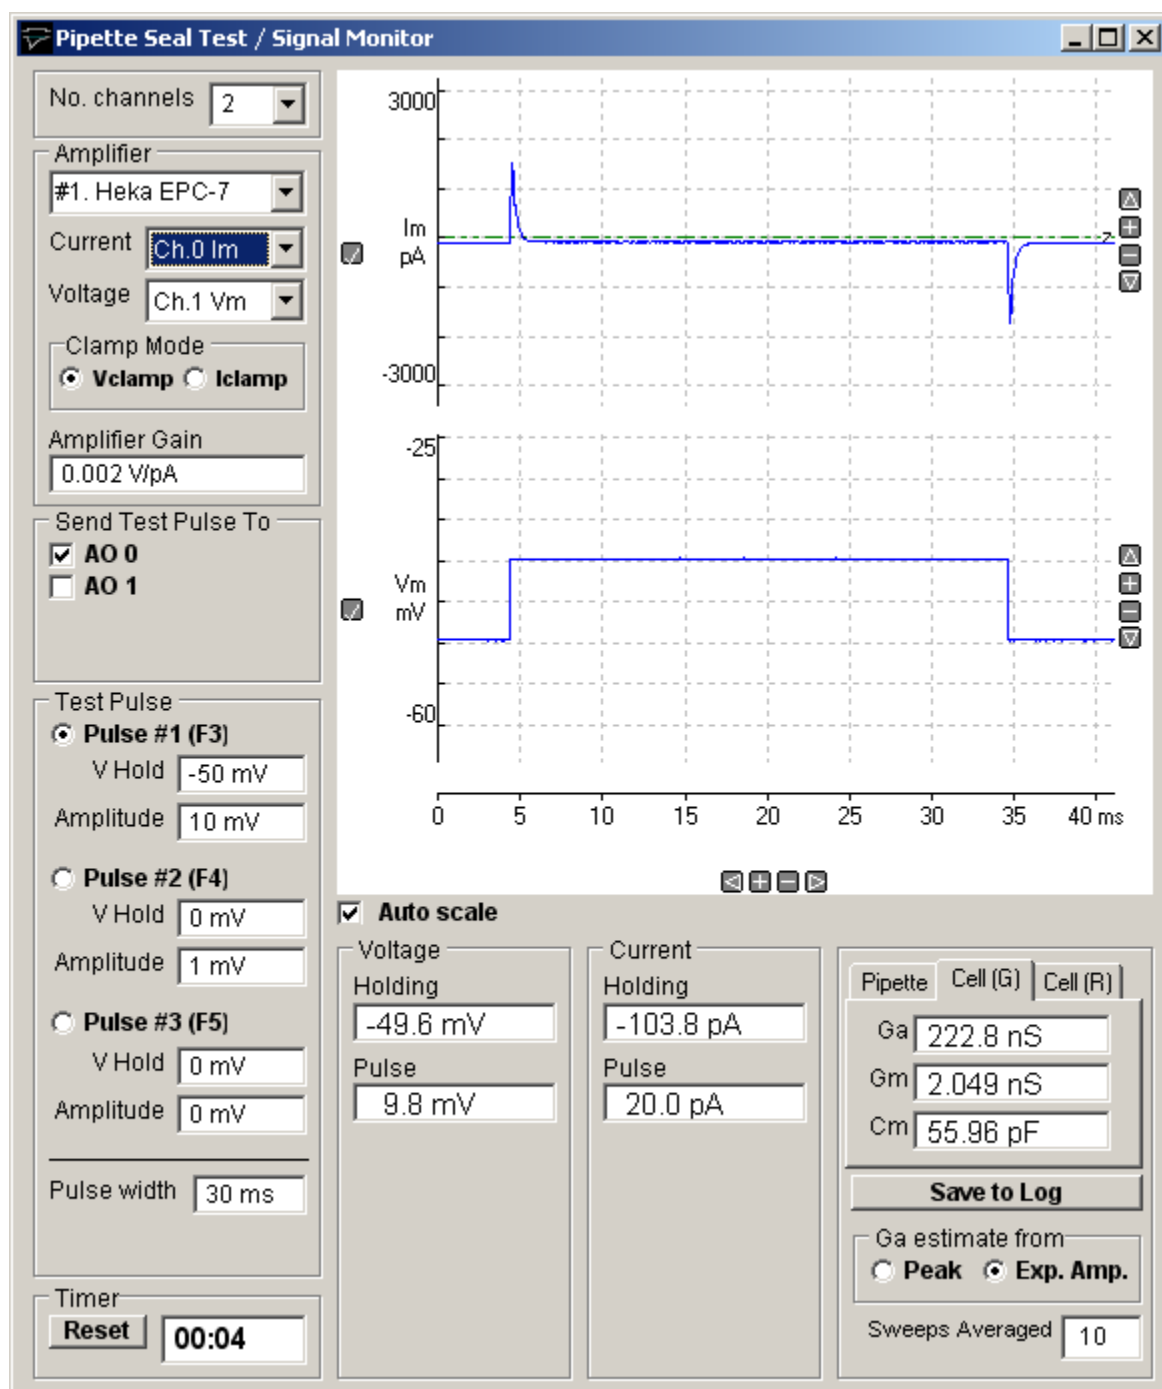 Pipette Seal Test / Signal Monitor
No. channels 2
Amplifier
#1. Heka EPC-7
Current Ch.0 Im
Voltage Ch.1 Vm
Clamp Mode
Vclamp Iclamp
Amplifier Gain
0.002 V/pA
Send Test Pulse To
AO 0
AO 1
Test Pulse
Pulse #1 (F3)
V Hold -50 mV
Amplitude 10 mV
Pulse #2 (F4)
V Hold 0 mV
Amplitude 1 mV
Pulse #3 (F5)
V Hold 0 mV
Amplitude 0 mV
Pulse width 30 ms
Timer
Reset 00:04
3000
Im
pA
-z
-3000
-25
Vm
mV
-60
0 5 10 15 20 25 30 35 40 ms
Auto scale
Voltage
Holding
-49.6 mV
Pulse
9.8 mV
Current
Holding
-103.8 pA
Pulse
20.0 pA
Pipette Cell (G) Cell (R)
Ga 222.8 nS
Gm 2.049 nS
Cm 55.96 pF
Save to Log
Ga estimate from
Peak Exp. Amp.
Sweeps Averaged 10